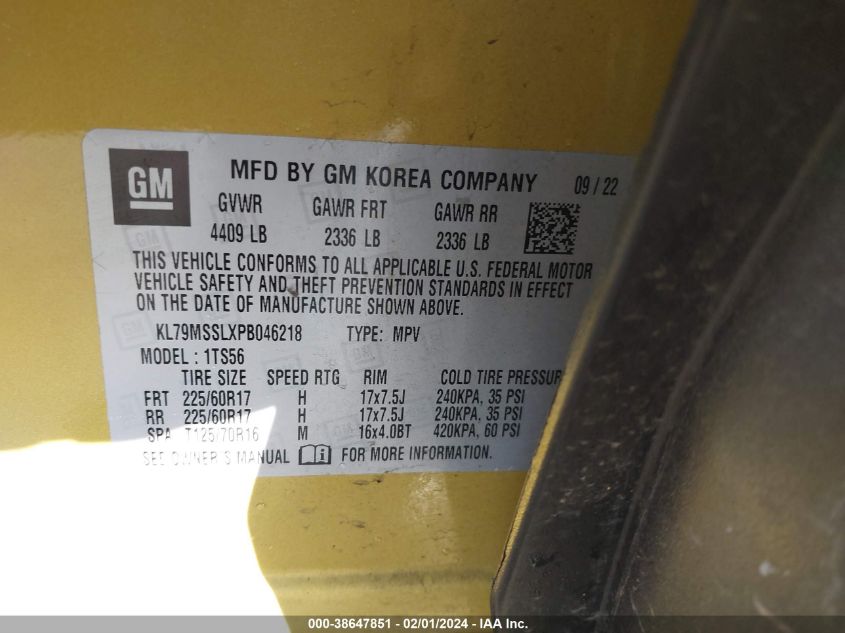 GM
MFD BY GM KOREA COMPANY 09/22
GVWR GAWR FRT GAWR RR
4409 LB 2336 LB 2336 LB
THIS VEHICLE CONFORMS TO ALL APPLICABLE U.S. FEDERAL MOTOR
VEHICLE SAFETY AND THEFT PREVENTION STANDARDS IN EFFECT
ON THE DATE OF MANUFACTURE SHOWN ABOVE.
KL79MSSLXPB046218 TYPE: MPV
MODEL: 1TS56
TIRE SIZE SPEED RTG RIM COLD TIRE PRESSUR
FRT 225/60R17 H 17x7.5J 240KPA, 35 PSI
RR 225/60R17 H 17x7.5J 240KPA, 35 PSI
SPA T125/70R16 M 16x4.0BT 420KPA, 60 PSI
SEE OWNER'S MANUAL FOR MORE INFORMATION.
000-38647851 - 02/01/2024 - IAA Inc.